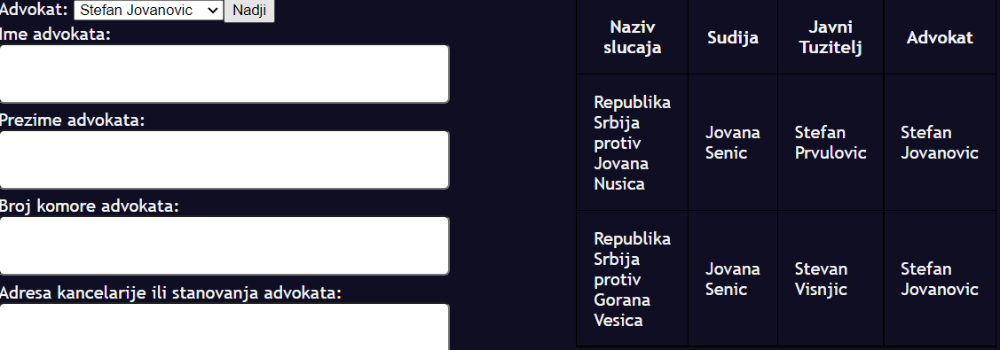 Advokat: Stefan Jovanovic Nadji
Ime advokata:
Prezime advokata:
Broj komore advokata:
Adresa kancelarije ili stanovanja advokata:
Naziv
slucaja
Sudija
Javni
Tuzitelj
Advokat
Republika
Srbija
protiv
Jovana
Nusica
Jovana
Senic
Stefan
Prvulovic
Stefan
Jovanovic
Republika
Srbija
protiv
Gorana
Vesica
Jovana
Senic
Stevan
Visnjic
Stefan
Jovanovic